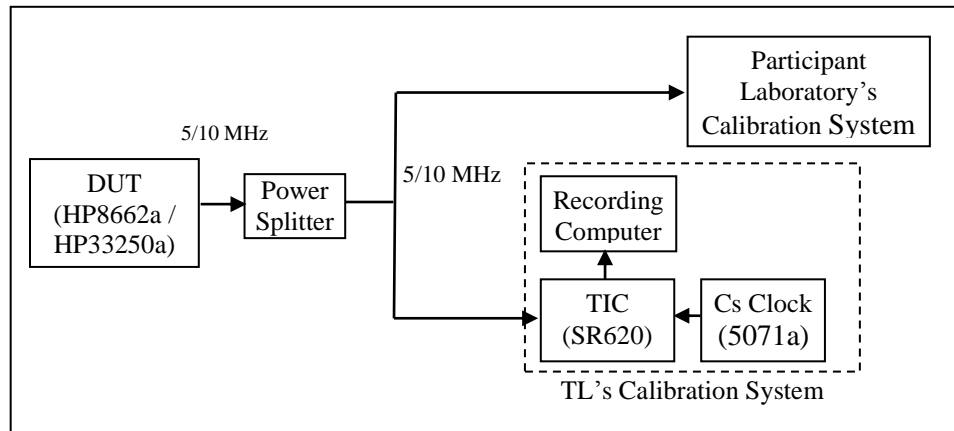 5/10 MHz
DUT
(HP8662a /
HP33250a)
Power
Splitter
5/10 MHz
Participant
Laboratory's
Calibration System
Recording
Computer
TIC
(SR620)
Cs Clock
(5071a)
TL's Calibration System